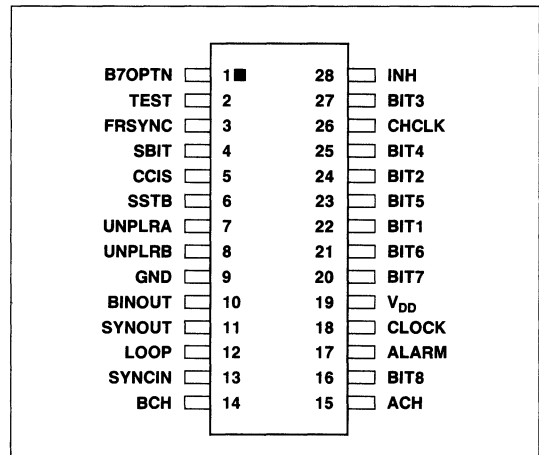 B7OPTN 1 28 INH
TEST 2 27 BIT3
FRSYNC 3 26 CHCLK
SBIT 4 25 BIT4
CCIS 5 24 BIT2
SSTB 6 23 BIT5
UNPLRA 7 22 BIT1
UNPLRB 8 21 BIT6
GND 9 20 BIT7
BINOUT 10 19 VDD
SYNOUT 11 18 CLOCK
LOOP 12 17 ALARM
SYNCIN 13 16 BIT8
BCH 14 15 ACH